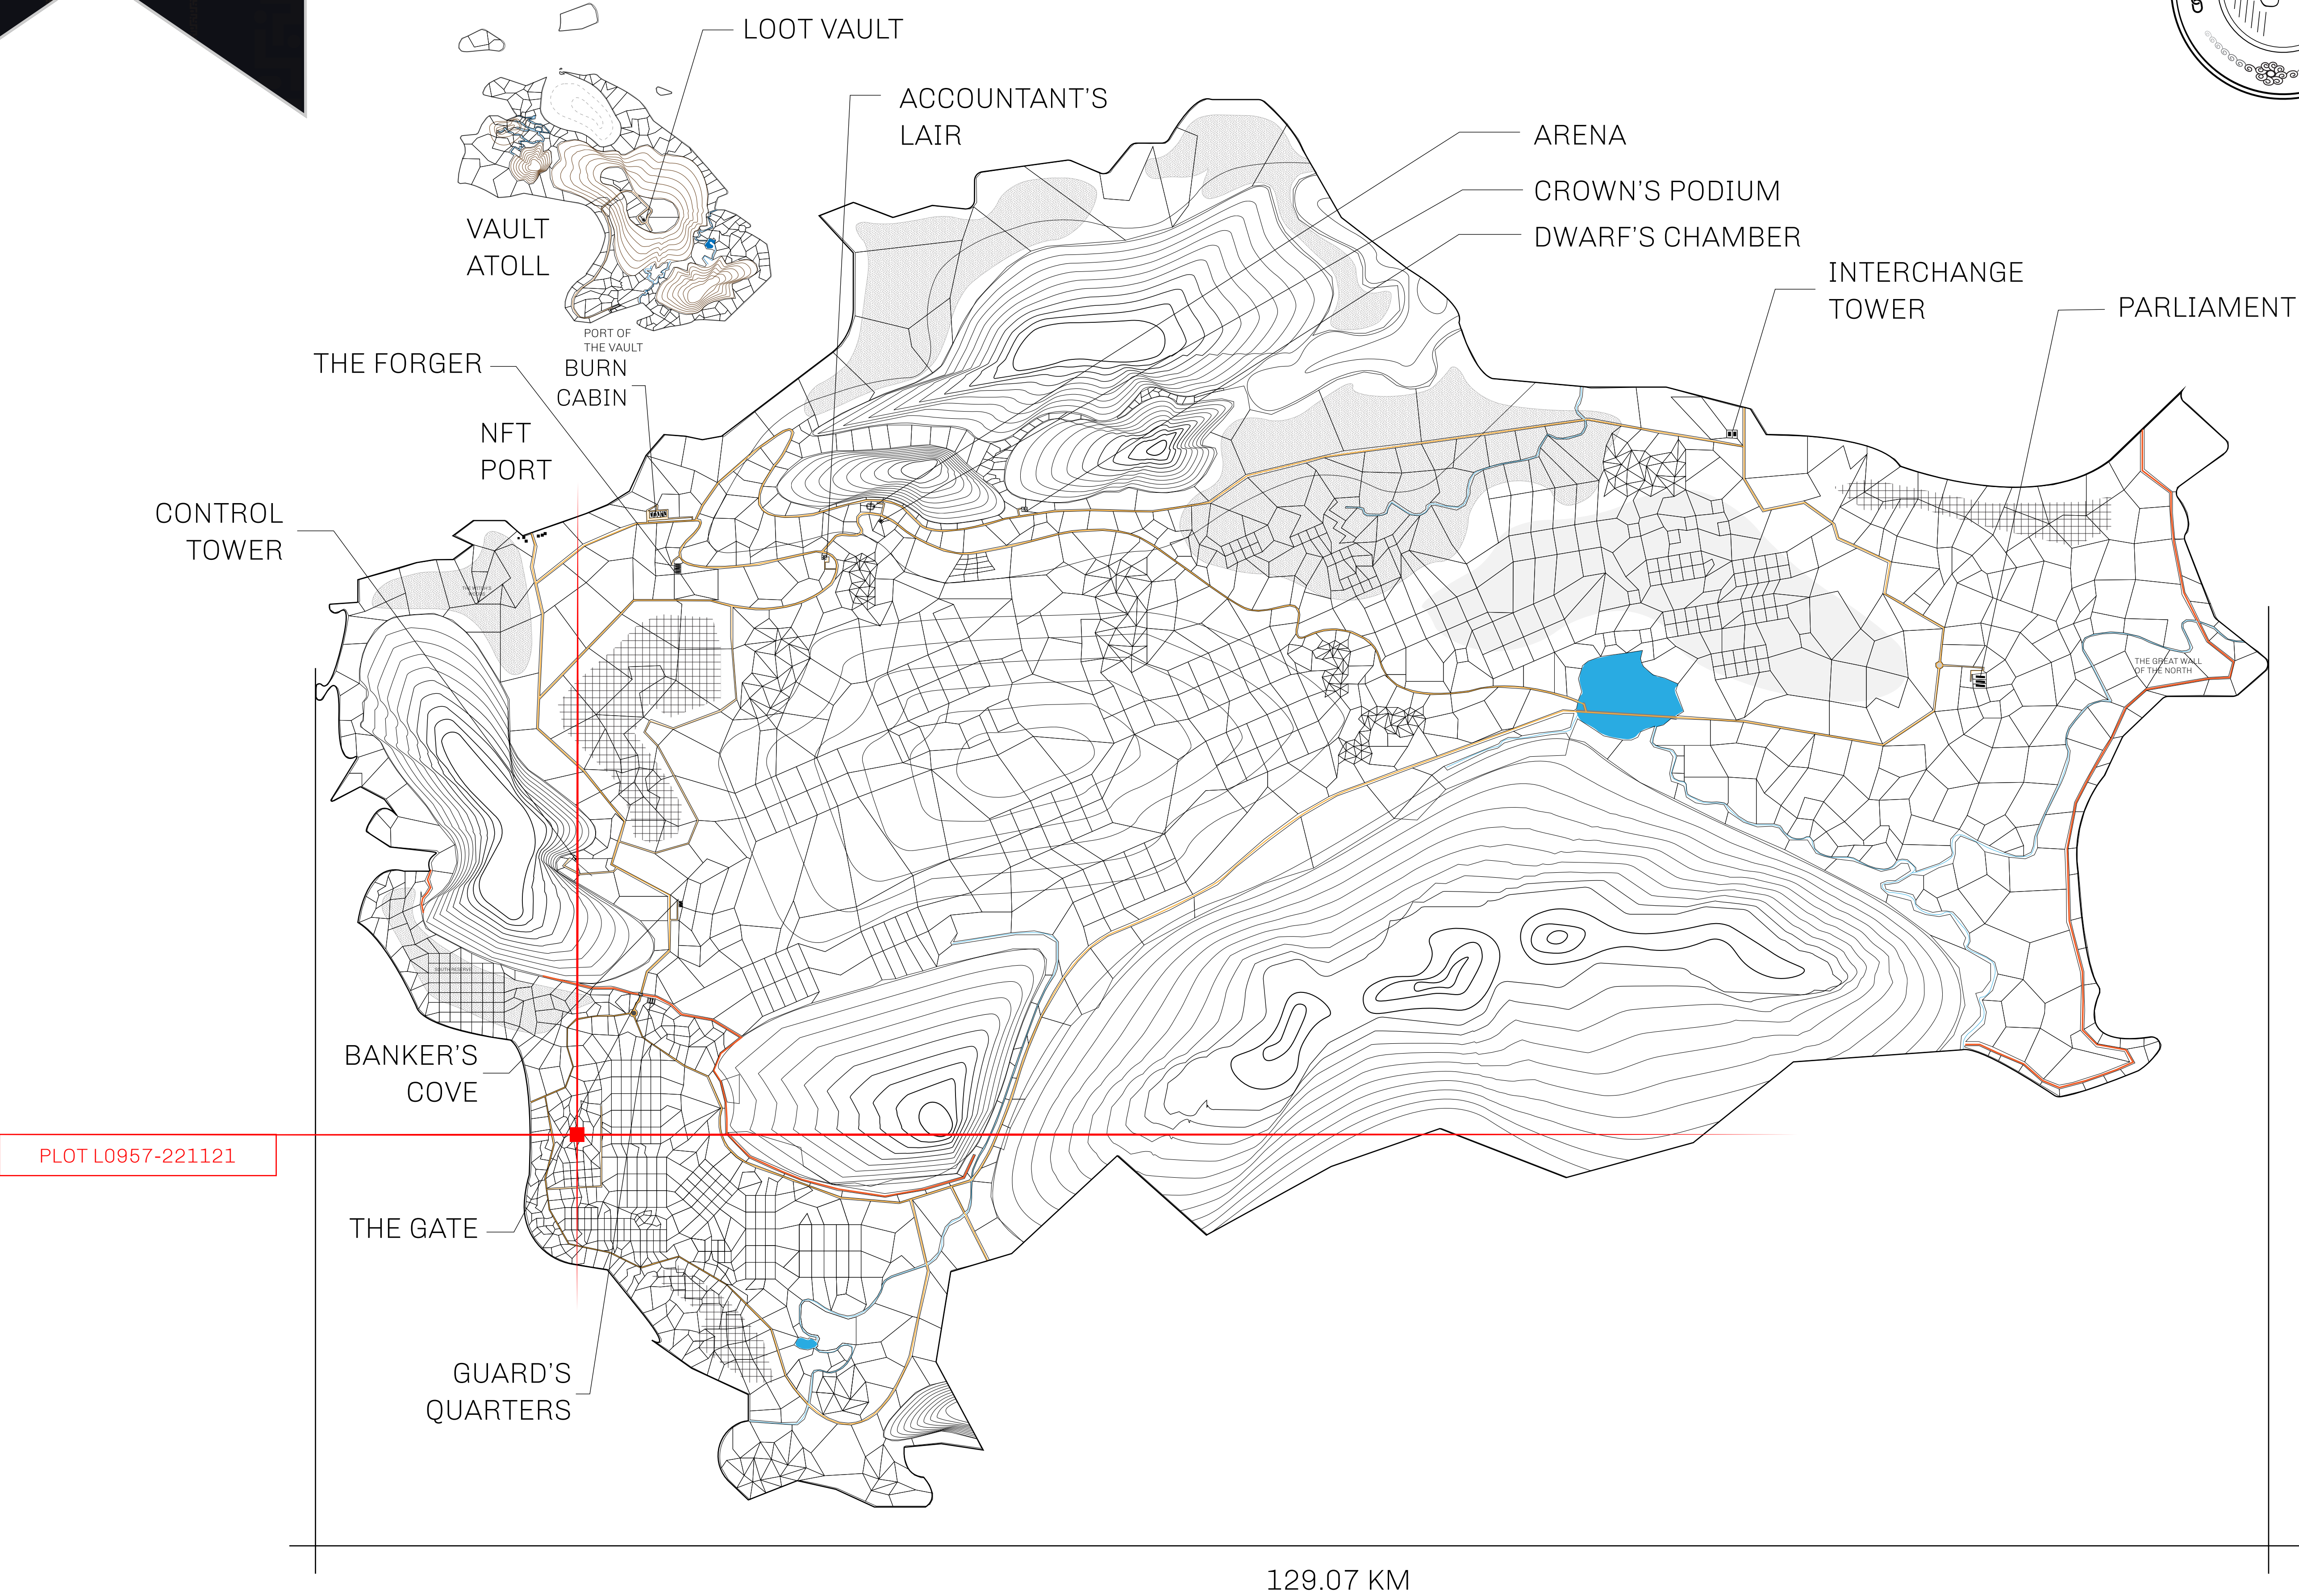 LOOT VAULT
ACCOUNTANT'S
LAIR
ARENA
CROWN'S PODIUM
DWARF'S CHAMBER
VAULT
ATOLL
INTERCHANGE
TOWER
PARLIAMENT
PORT OF
THE VAULT
THE FORGER
BURN
CABIN
NFT
PORT
CONTROL
TOWER
THE GREAT WALL
OF THE NORTH
SOUTH RESERVE
BANKER'S
COVE
PLOT L0957-221121
THE GATE
GUARD'S
QUARTERS
129.07 KM